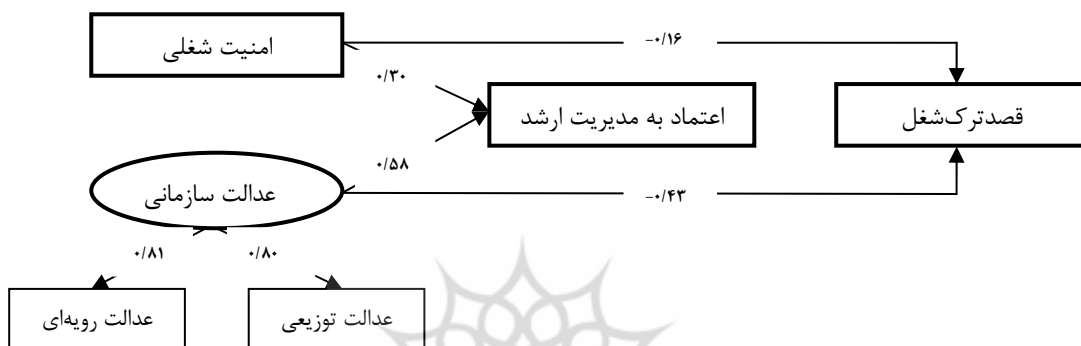 امنیت شغلی
-۰/۱۶
۰/۳۰
اعتماد به مدیریت ارشد
قصدترک‌شغل
۰/۵۸
عدالت سازمانی
-۰/۴۳
۰/۸۱
۰/۸۰
عدالت رویه‌ای
عدالت توزیعی